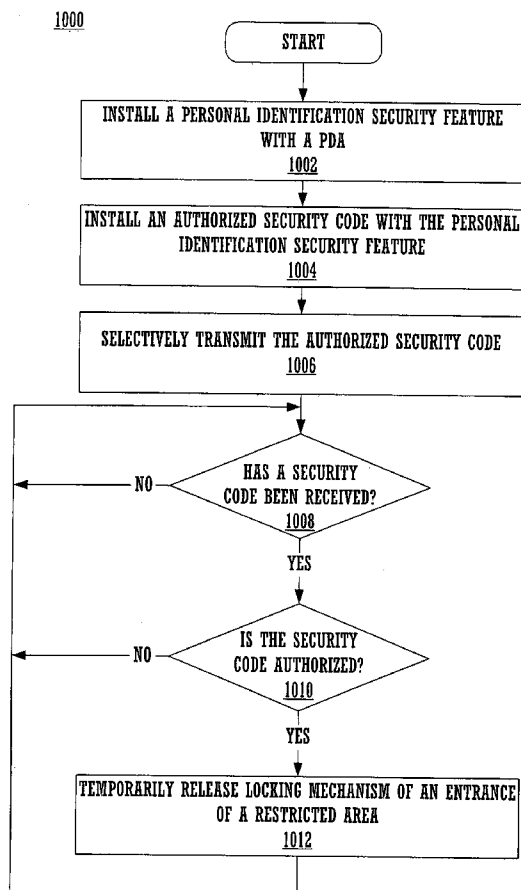 1000
START
INSTALL A PERSONAL IDENTIFICATION SECURITY FEATURE
WITH A PDA
1002
INSTALL AN AUTHORIZED SECURITY CODE WITH THE PERSONAL
IDENTIFICATION SECURITY FEATURE
1004
SELECTIVELY TRANSMIT THE AUTHORIZED SECURITY CODE
1006
HAS A SECURITY
NO
CODE BEEN RECEIVED?
1008
YES
IS THE SECURITY
NO
CODE AUTHORIZED?
1010
YES
TEMPORARILY RELEASE LOCKING MECHANISM OF AN ENTRANCE
OF A RESTRICTED AREA
1012